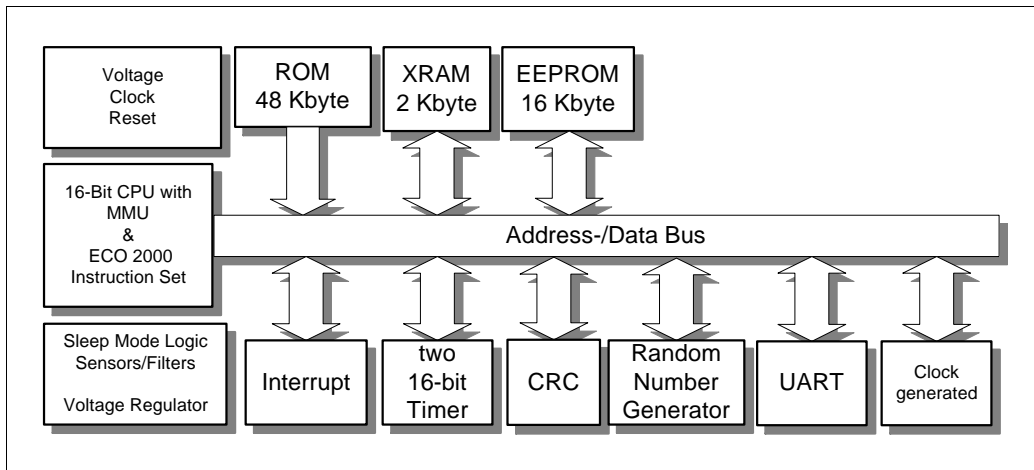 Voltage
Clock
Reset
ROM
48 Kbyte
XRAM
2 Kbyte
EEPROM
16 Kbyte
16-Bit CPU with
MMU
&
ECO 2000
Instruction Set
Address-/Data Bus
Sleep Mode Logic
Sensors/Filters
Voltage Regulator
Interrupt
two
16-bit
Timer
CRC
Random
Number
Generator
UART
Clock
generated